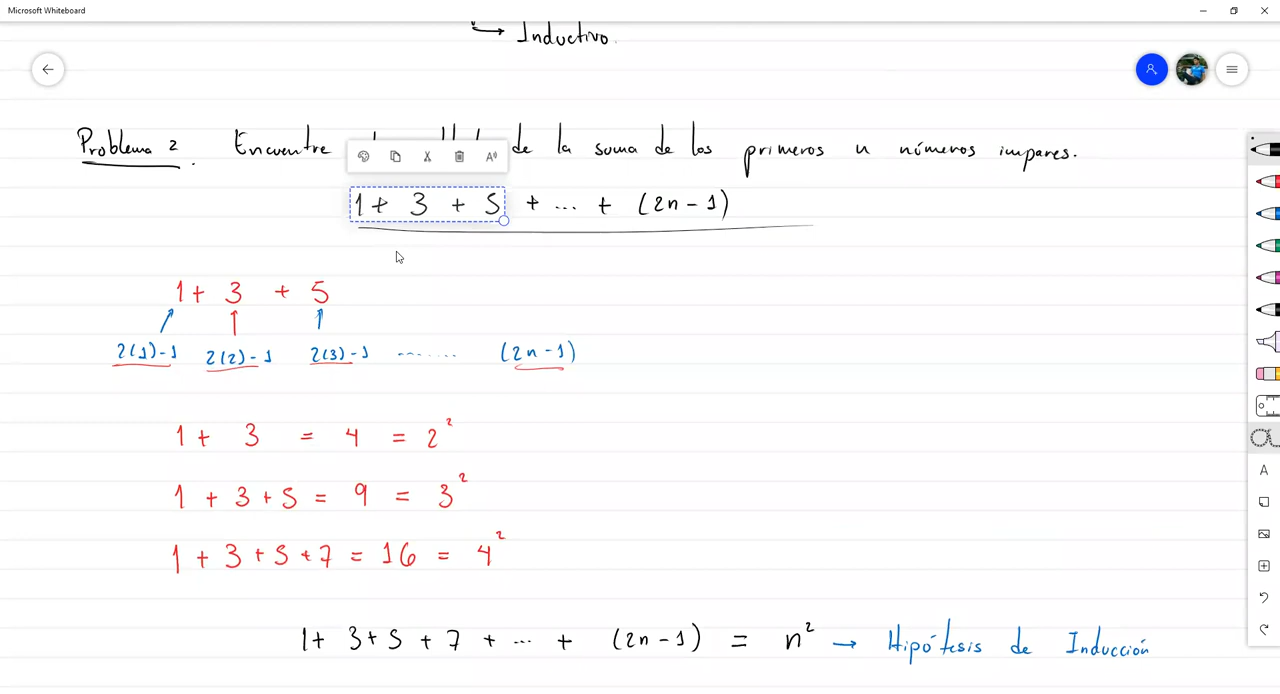 Microsoft Whiteboard
Inductivo.
Problema 2. Encuentre de la suma de los primeros n números impares.
1 + 3 + 5 + ... + (2n - 1)
1 + 3 + 5
2(1)-1 2(2)-1 2(3)-1 ........ (2n-1)
1 + 3 = 4 = 2²
1 + 3 + 5 = 9 = 3²
1 + 3 + 5 + 7 = 16 = 4²
1 + 3 + 5 + 7 + ... + (2n - 1) = n² → Hipótesis de Inducción